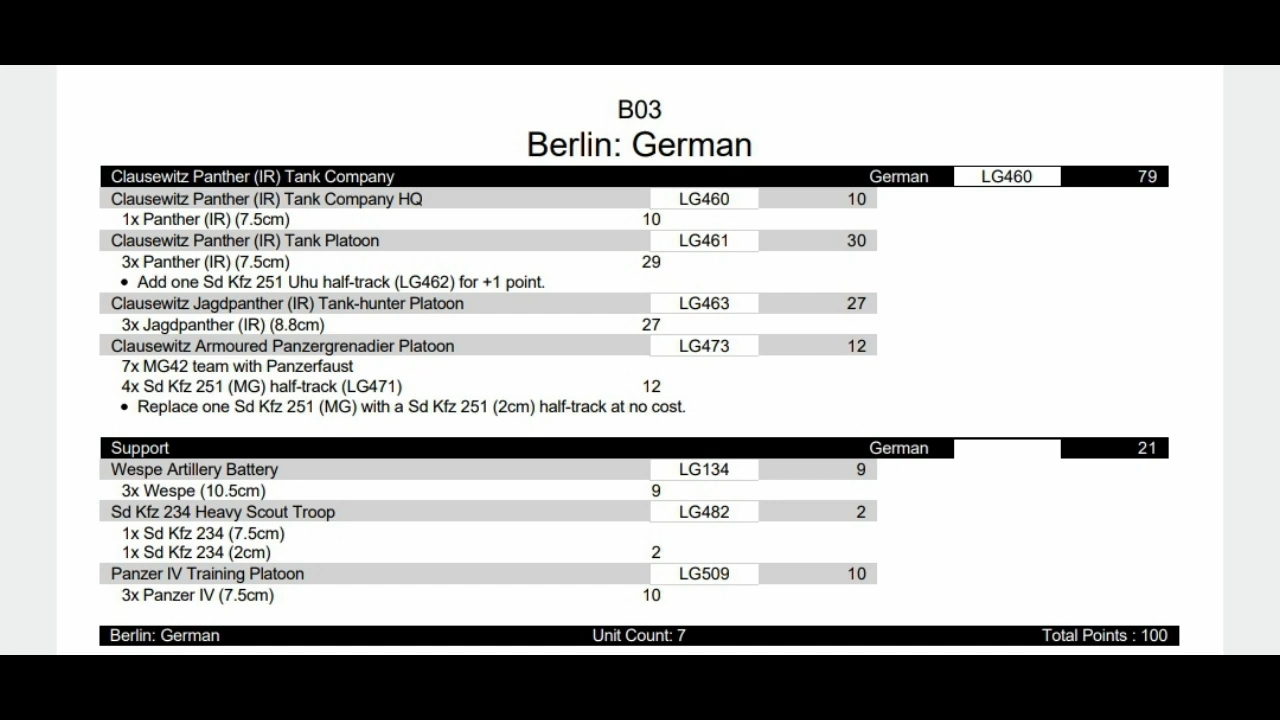 B03
Berlin: German
Clausewitz Panther (IR) Tank Company German LG460 79
Clausewitz Panther (IR) Tank Company HQ LG460 10
1x Panther (IR) (7.5cm) 10
Clausewitz Panther (IR) Tank Platoon LG461 30
3x Panther (IR) (7.5cm) 29
• Add one Sd Kfz 251 Uhu half-track (LG462) for +1 point.
Clausewitz Jagdpanther (IR) Tank-hunter Platoon LG463 27
3x Jagdpanther (IR) (8.8cm) 27
Clausewitz Armoured Panzergrenadier Platoon LG473 12
7x MG42 team with Panzerfaust
4x Sd Kfz 251 (MG) half-track (LG471) 12
• Replace one Sd Kfz 251 (MG) with a Sd Kfz 251 (2cm) half-track at no cost.
Support German 21
Wespe Artillery Battery LG134 9
3x Wespe (10.5cm) 9
Sd Kfz 234 Heavy Scout Troop LG482 2
1x Sd Kfz 234 (7.5cm)
1x Sd Kfz 234 (2cm) 2
Panzer IV Training Platoon LG509 10
3x Panzer IV (7.5cm) 10
Berlin: German Unit Count: 7 Total Points : 100